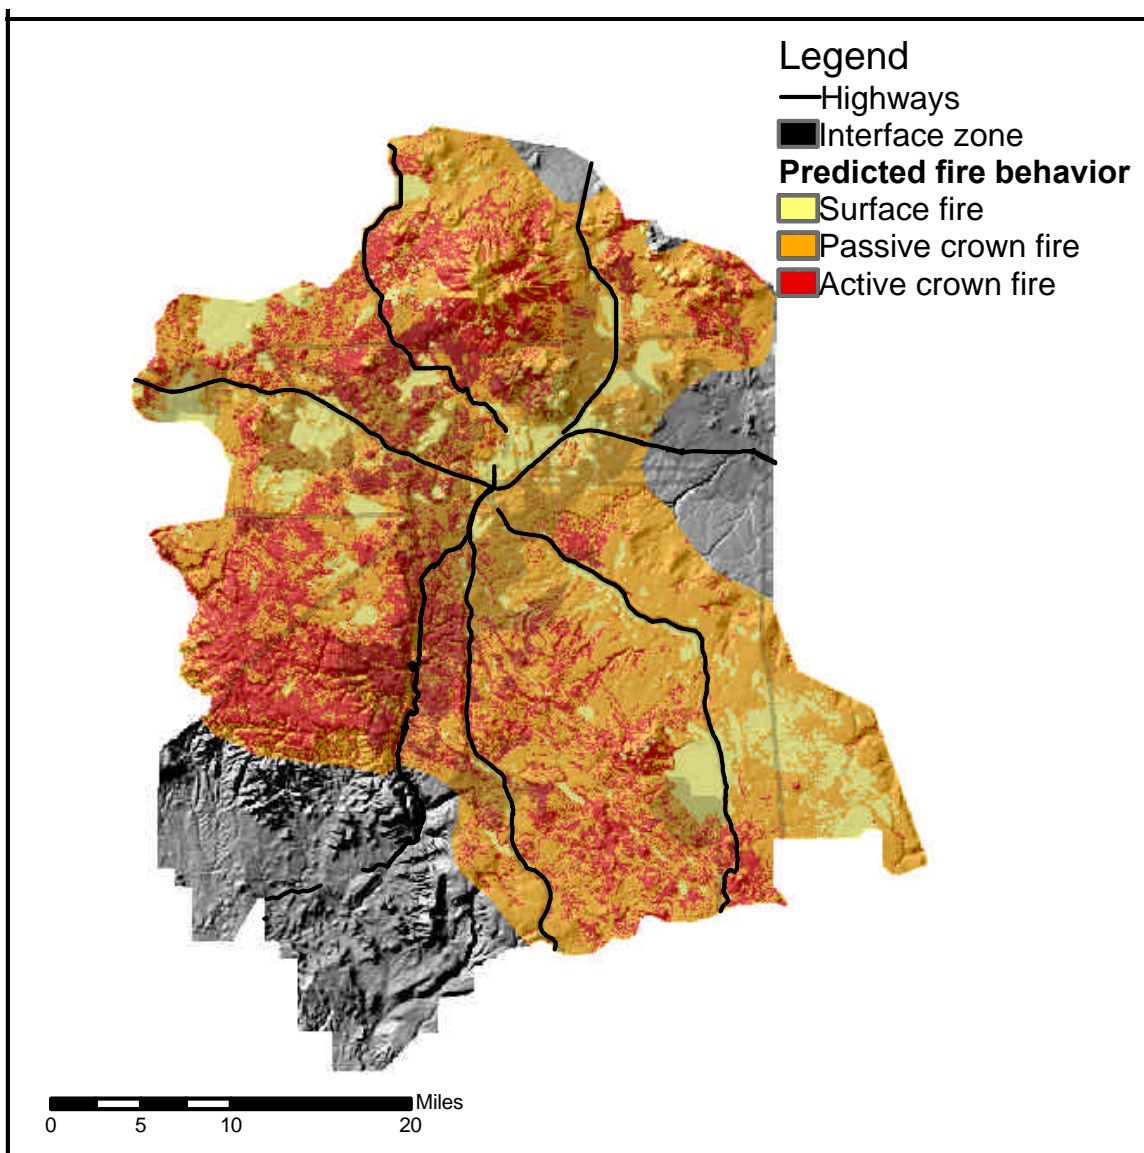 Legend
Highways
Interface zone
Predicted fire behavior
Surface fire
Passive crown fire
Active crown fire
Miles
0 5 10 20